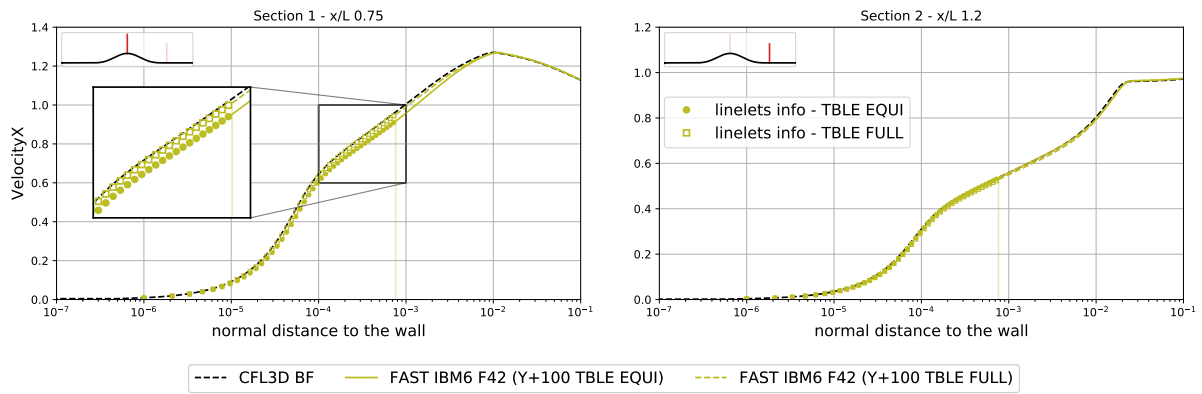 Section 1 - x/L 0.75
Section 2 - x/L 1.2
VelocityX
1.4
1.2
1.0
0.8
0.6
0.4
0.2
0.0
10⁻⁷
10⁻⁶
10⁻⁵
10⁻⁴
10⁻³
10⁻²
10⁻¹
normal distance to the wall
1.2
1.0
0.8
0.6
0.4
0.2
0.0
linelets info - TBLE EQUI
linelets info - TBLE FULL
10⁻⁷
10⁻⁶
10⁻⁵
10⁻⁴
10⁻³
10⁻²
10⁻¹
normal distance to the wall
CFL3D BF
FAST IBM6 F42 (Y+100 TBLE EQUI)
FAST IBM6 F42 (Y+100 TBLE FULL)